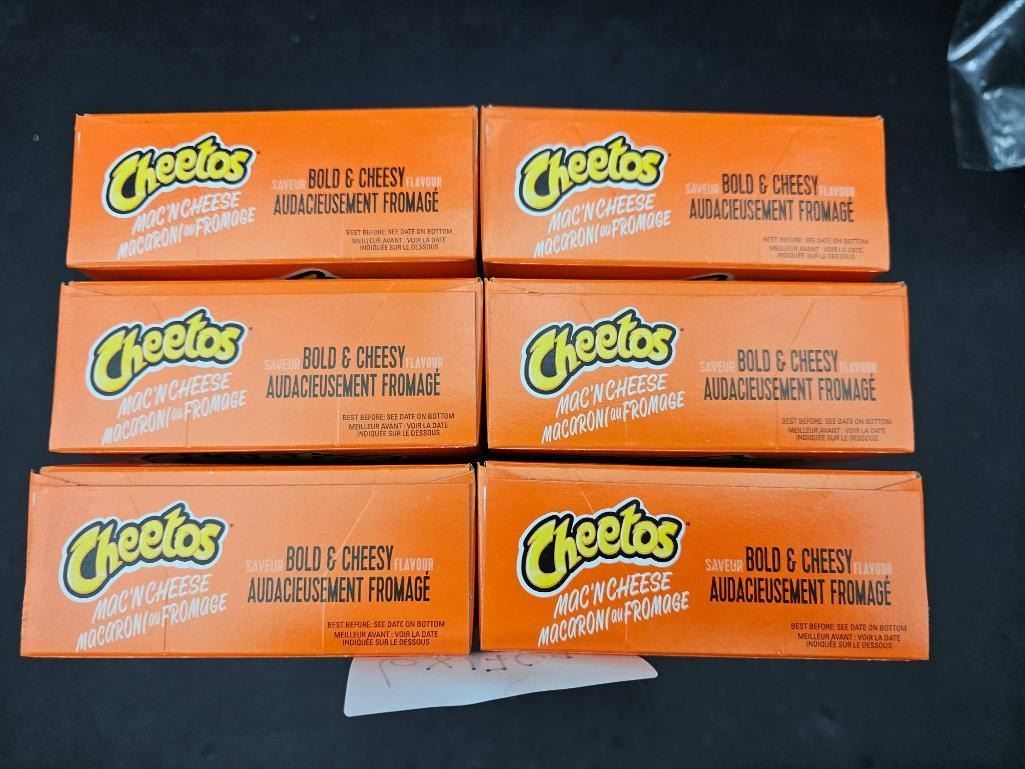 Cheetos
MAC'N CHEESE
MACARONI au FROMAGE
SAVEUR BOLD & CHEESY FLAVOUR
AUDACIEUSEMENT FROMAGÉ
BEST BEFORE: SEE DATE ON BOTTOM
MEILLEUR AVANT : VOIR LA DATE
INDIQUÉE SUR LE DESSOUS
Cheetos
MAC'N CHEESE
MACARONI au FROMAGE
SAVEUR BOLD & CHEESY FLAVOUR
AUDACIEUSEMENT FROMAGÉ
BEST BEFORE: SEE DATE ON BOTTOM
MEILLEUR AVANT : VOIR LA DATE
INDIQUÉE SUR LE DESSOUS
Cheetos
MAC'N CHEESE
MACARONI au FROMAGE
SAVEUR BOLD & CHEESY FLAVOUR
AUDACIEUSEMENT FROMAGÉ
BEST BEFORE: SEE DATE ON BOTTOM
MEILLEUR AVANT : VOIR LA DATE
INDIQUÉE SUR LE DESSOUS
Cheetos
MAC'N CHEESE
MACARONI au FROMAGE
SAVEUR BOLD & CHEESY FLAVOUR
AUDACIEUSEMENT FROMAGÉ
BEST BEFORE: SEE DATE ON BOTTOM
MEILLEUR AVANT : VOIR LA DATE
INDIQUÉE SUR LE DESSOUS
Cheetos
MAC'N CHEESE
MACARONI au FROMAGE
SAVEUR BOLD & CHEESY FLAVOUR
AUDACIEUSEMENT FROMAGÉ
BEST BEFORE: SEE DATE ON BOTTOM
MEILLEUR AVANT : VOIR LA DATE
INDIQUÉE SUR LE DESSOUS
Cheetos
MAC'N CHEESE
MACARONI au FROMAGE
SAVEUR BOLD & CHEESY FLAVOUR
AUDACIEUSEMENT FROMAGÉ
BEST BEFORE: SEE DATE ON BOTTOM
MEILLEUR AVANT : VOIR LA DATE
INDIQUÉE SUR LE DESSOUS